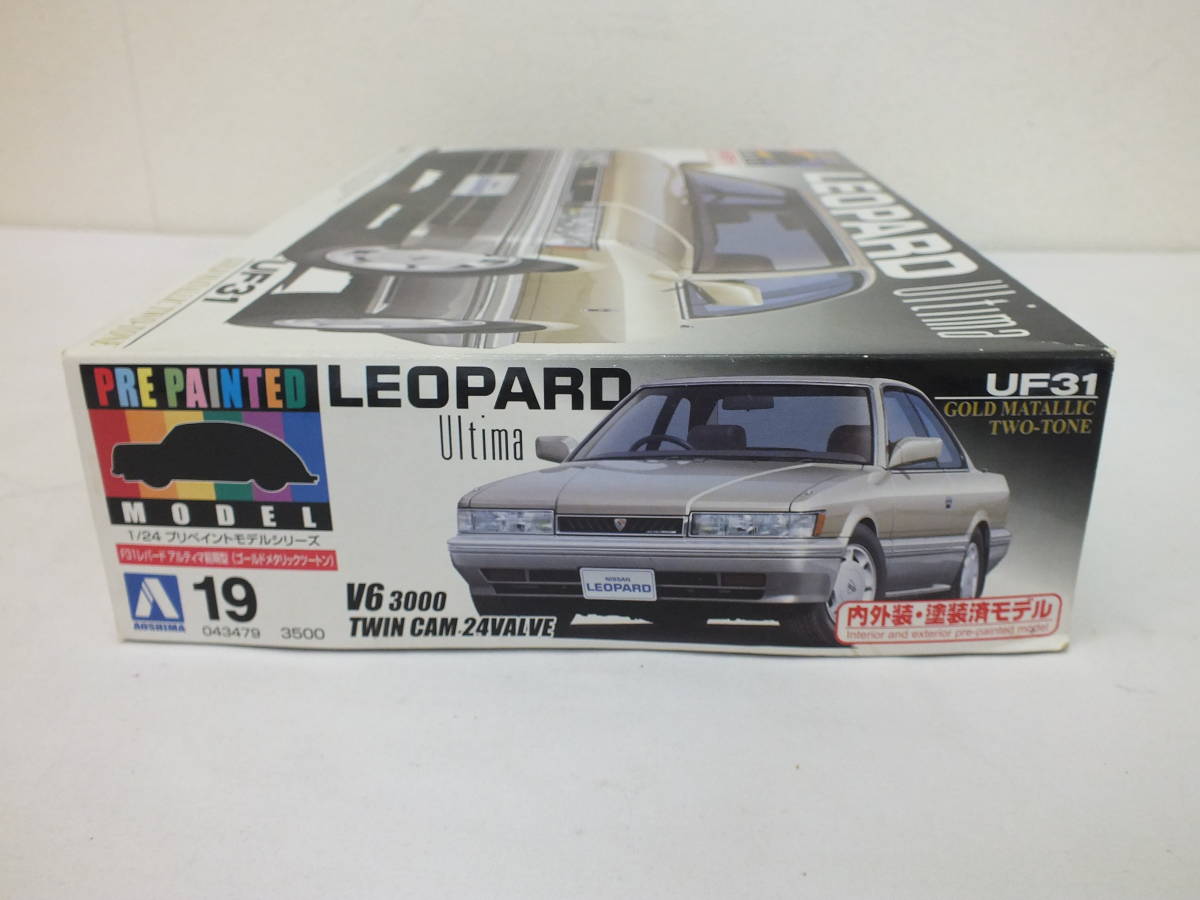 LEOPARD
Ultima
UF31
PRE PAINTED
MODEL
1/24 プリペイントモデルシリーズ
F31レパード アルティマ前期型（ゴールドメタリックツートン）
AOSHIMA
19
043479 3500
LEOPARD
Ultima
V6 3000
TWIN CAM・24VALVE
NISSAN
LEOPARD
UF31
GOLD MATALLIC
TWO-TONE
内外装・塗装済モデル
Interior and exterior pre-painted model